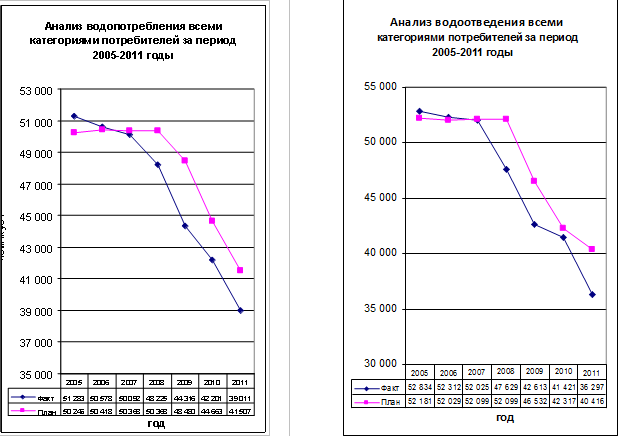 Анализ водопотребления всеми
категориями потребителей за период
2005-2011 годы
53 000
51 000
49 000
47 000
45 000
43 000
41 000
39 000
37 000
35 000
2005 2006 2007 2008 2009 2010 2011
Факт 51 283 50 578 50 092 48 225 44 316 42 201 39 011
План 50 246 50 418 50 368 50 368 48 480 44 663 41 507
год
Анализ водоотведения всеми
категориями потребителей за период
2005-2011 годы
55 000
50 000
45 000
40 000
35 000
30 000
2005 2006 2007 2008 2009 2010 2011
Факт 52 834 52 312 52 025 47 629 42 613 41 421 36 297
План 52 181 52 029 52 099 52 099 46 532 42 317 40 416
год